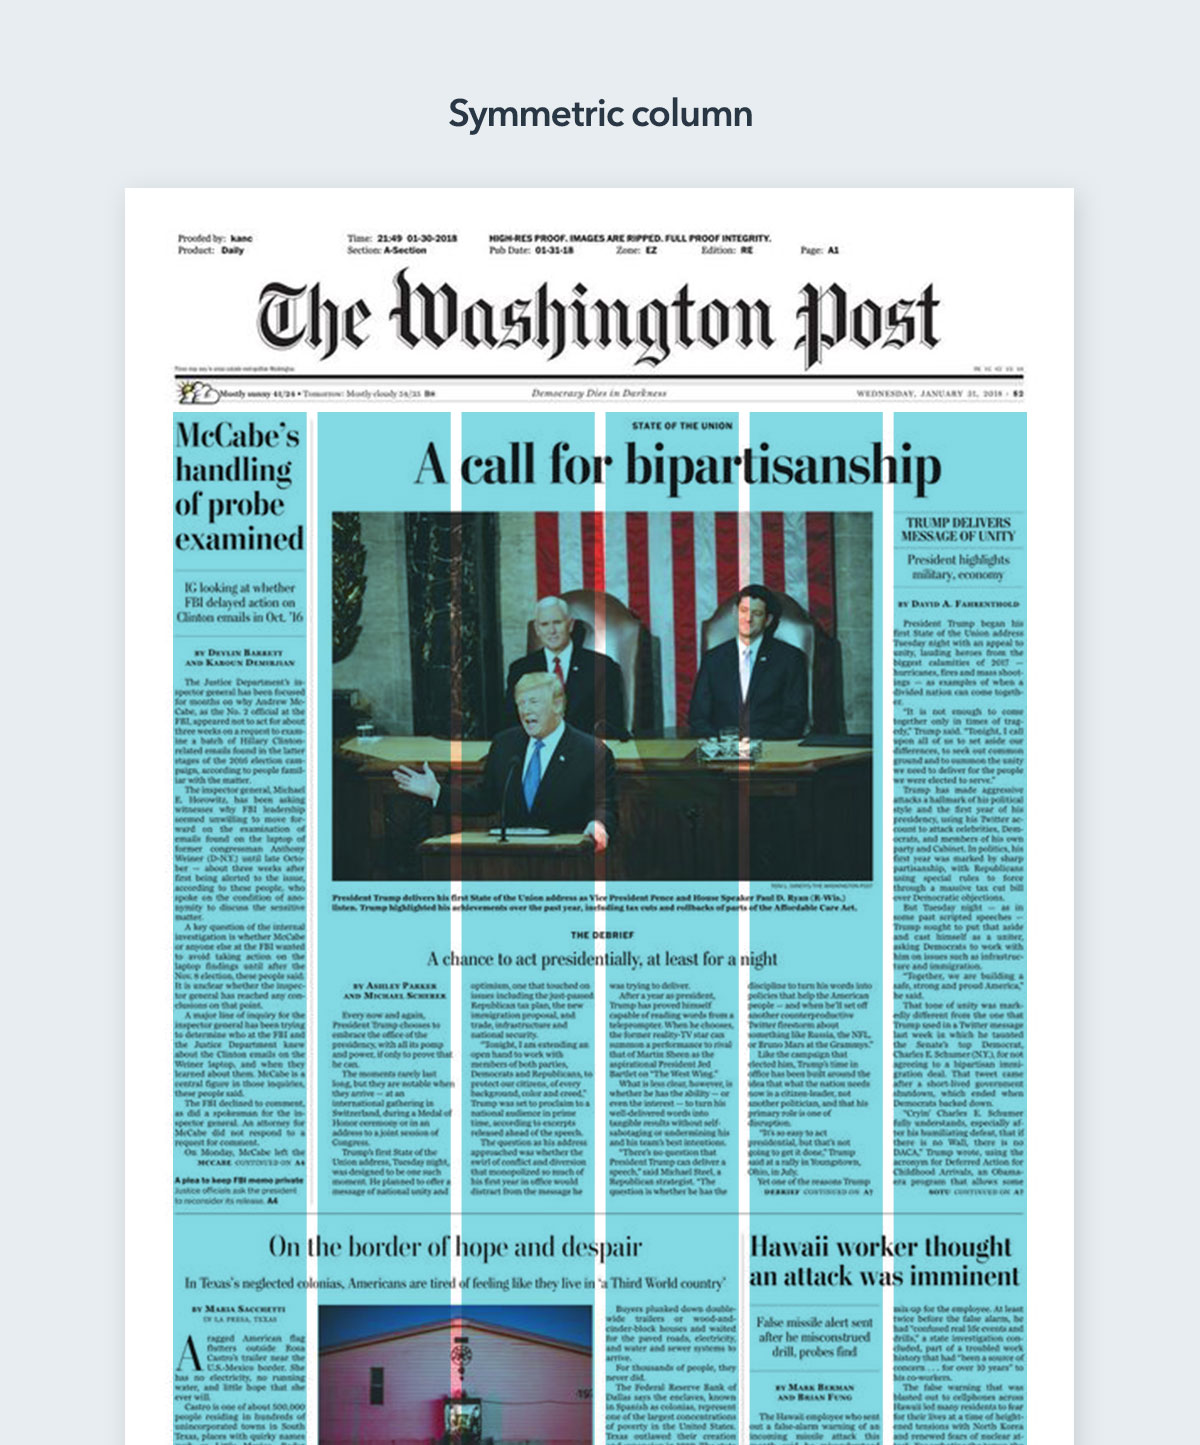 Symmetric column
Proofed by: kanc
Time: 21:49 01-30-2018
HIGH-RES PROOF. IMAGES ARE RIPPED. FULL PROOF INTEGRITY.
Product: Daily
Section: A-Section
Pub Date: 01-31-18
Zone: EZ
Edition: RE
Page: A1
The Washington Post
Mostly sunny 41/24 • Tomorrow: Mostly cloudy 54/35 B8
Democracy Dies in Darkness
WEDNESDAY, JANUARY 31, 2018 · $2
McCabe's
handling
of probe
examined
IG looking at whether
FBI delayed action on
Clinton emails in Oct. '16
BY DEVLIN BARRETT
AND KAROUN DEMIRJIAN
The Justice Department's in-
spector general has been focused
for months on why Andrew Mc-
Cabe, as the No. 2 official at the
FBI, appeared not to act for about
three weeks on a request to exam-
ine a batch of Hillary Clinton-
related emails found in the latter
stages of the 2016 election cam-
paign, according to people famil-
iar with the matter.
The inspector general, Michael
E. Horowitz, has been asking
witnesses why FBI leadership
seemed unwilling to move for-
ward on the examination of
emails found on the laptop of
former congressman Anthony
Weiner (D-N.Y.) until late Octo-
ber — about three weeks after
first being alerted to the issue,
according to these people, who
spoke on the condition of ano-
nymity to discuss the sensitive
matter.
A key question of the internal
investigation is whether McCabe
or anyone else at the FBI wanted
to avoid taking action on the
laptop findings until after the
Nov. 8 election, these people said.
It is unclear whether the inspec-
tor general has reached any con-
clusions on that point.
A major line of inquiry for the
inspector general has been trying
to determine who at the FBI and
the Justice Department knew
about the Clinton emails on the
Weiner laptop, and when they
learned about them. McCabe is a
central figure in those inquiries,
these people said.
The FBI declined to comment,
as did a spokesman for the in-
spector general. An attorney for
McCabe did not respond to a
request for comment.
On Monday, McCabe left the
MCCABE CONTINUED ON A4
A plea to keep FBI memo private
Justice officials ask the president
to reconsider its release. A4
STATE OF THE UNION
A call for bipartisanship
TONI L. SANDYS/THE WASHINGTON POST
President Trump delivers his first State of the Union address as Vice President Pence and House Speaker Paul D. Ryan (R-Wis.)
listen. Trump highlighted his achievements over the past year, including tax cuts and rollbacks of parts of the Affordable Care Act.
THE DEBRIEF
A chance to act presidentially, at least for a night
BY ASHLEY PARKER
AND MICHAEL SCHERER
Every now and again,
President Trump chooses to
embrace the office of the
presidency, with all its pomp
and power, if only to prove that
he can.
The moments rarely last
long, but they are notable when
they arrive — at an
international gathering in
Switzerland, during a Medal of
Honor ceremony or in an
address to a joint session of
Congress.
Trump's first State of the
Union address, Tuesday night,
was designed to be one such
moment. He planned to offer a
message of national unity and
optimism, one that touched on
issues including the just-passed
Republican tax plan, the new
immigration proposal, and
trade, infrastructure and
national security.
"Tonight, I am extending an
open hand to work with
members of both parties,
Democrats and Republicans, to
protect our citizens, of every
background, color and creed,"
Trump was set to proclaim to a
national audience in prime
time, according to excerpts
released ahead of the speech.
The question as his address
approached was whether the
swirl of conflict and diversion
that monopolized so much of
his first year in office would
distract from the message he
was trying to deliver.
After a year as president,
Trump has proved himself
capable of reading words from a
teleprompter. When he chooses,
the former reality-TV star can
summon a performance to rival
that of Martin Sheen as the
aspirational President Jed
Bartlet on "The West Wing."
What is less clear, however, is
whether he has the ability — or
even the interest — to turn his
well-delivered words into
tangible results without self-
sabotaging or undermining his
and his team's best intentions.
"There's no question that
President Trump can deliver a
speech," said Michael Steel, a
Republican strategist. "The
question is whether he has the
discipline to turn his words into
policies that help the American
people — and when he'll set off
another counterproductive
Twitter firestorm about
something like Russia, the NFL,
or Bruno Mars at the Grammys."
Like the campaign that
elected him, Trump's time in
office has been built around the
idea that what the nation needs
now is a citizen-leader, not
another politician, and that his
primary role is one of
disruption.
"It's so easy to act
presidential, but that's not
going to get it done," Trump
said at a rally in Youngstown,
Ohio, in July.
Yet one of the reasons Trump
DEBRIEF CONTINUED ON A7
TRUMP DELIVERS
MESSAGE OF UNITY
President highlights
military, economy
BY DAVID A. FAHRENTHOLD
President Trump began his
first State of the Union address
Tuesday night with an appeal to
unity, lauding heroes from the
biggest calamities of 2017 —
hurricanes, fires and mass shoot-
ings — as examples of when a
divided nation can come togeth-
er.
"It is not enough to come
together only in times of trag-
edy," Trump said. "Tonight, I call
upon all of us to set aside our
differences, to seek out common
ground and to summon the unity
we need to deliver for the people
we were elected to serve."
Trump has made aggressive
attacks a hallmark of his political
style and the first year of his
presidency, using his Twitter ac-
count to attack celebrities, Dem-
ocrats, and members of his own
party and Cabinet. In politics, his
first year was marked by sharp
partisanship, with Republicans
using special rules to force
through a massive tax cut bill
over Democratic objections.
But Tuesday night — as in
some past scripted speeches —
Trump sought to put that aside
and cast himself as a uniter,
asking Democrats to work with
him on issues such as infrastruc-
ture and immigration.
"Together, we are building a
safe, strong and proud America,"
he said.
That tone of unity was mark-
edly different from the one that
Trump used in a Twitter message
last week in which he taunted
the Senate's top Democrat,
Charles E. Schumer (N.Y.), for not
agreeing to a bipartisan immi-
gration deal. That tweet came
after a short-lived government
shutdown, which ended when
Democrats backed down.
"Cryin' Charles E. Schumer
fully understands, especially af-
ter his humiliating defeat, that if
there is no Wall, there is no
DACA," Trump wrote, using the
acronym for Deferred Action for
Childhood Arrivals, an Obama-
era program that allows some
SOTU CONTINUED ON A7
On the border of hope and despair
In Texas's neglected colonias, Americans are tired of feeling like they live in 'a Third World country'
BY MARIA SACCHETTI
IN LA PRESA, TEXAS
A ragged American flag
flutters outside Rosa
Castro's trailer near the
U.S.-Mexico border. She
has no electricity, no running
water, and little hope that she
ever will.
Castro is one of about 500,000
people residing in hundreds of
unincorporated towns in South
Texas, places with quirky names
Buyers plunked down double-
wide trailers or wood-and-
cinder-block houses and waited
for the paved roads, electricity,
and water and sewer systems to
arrive.
For thousands of people, they
never did.
The Federal Reserve Bank of
Dallas says the enclaves, known
in Spanish as colonias, represent
one of the largest concentrations
of poverty in the United States.
Texas outlawed their creation
Hawaii worker thought
an attack was imminent
False missile alert sent
after he misconstrued
drill, probes find
BY MARK BERMAN
AND BRIAN FUNG
The Hawaii employee who sent
out a false-alarm warning of an
incoming missile attack this
mix-up for the employee. At least
twice before the false alarm, he
had "confused real life events and
drills," a state investigation con-
cluded, part of a troubled work
history that had "been a source of
concern . . . for over 10 years" to
his co-workers.
The false warning that was
blasted out to cellphones across
Hawaii led many residents to fear
for their lives at a time of height-
ened tensions with North Korea
and renewed fears of nuclear at-